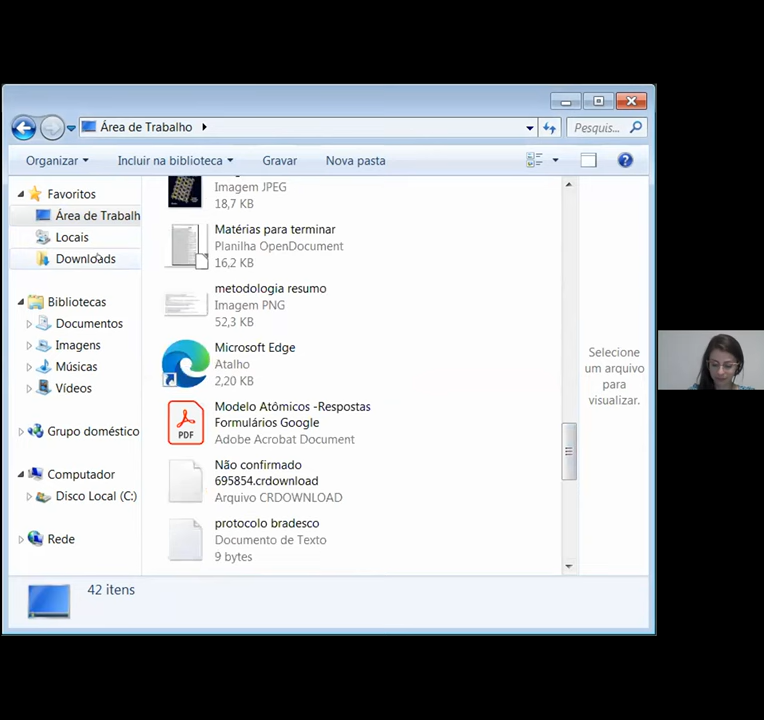 Área de Trabalho
Pesquis...
Organizar
Incluir na biblioteca
Gravar
Nova pasta
Favoritos
Área de Trabalh
Locais
Downloads
Bibliotecas
Documentos
Imagens
Músicas
Vídeos
Grupo doméstico
Computador
Disco Local (C:)
Rede
Imagem JPEG
18,7 KB
Matérias para terminar
Planilha OpenDocument
16,2 KB
metodologia resumo
Imagem PNG
52,3 KB
Microsoft Edge
Atalho
2,20 KB
PDF
Modelo Atômicos -Respostas
Formulários Google
Adobe Acrobat Document
Não confirmado
695854.crdownload
Arquivo CRDOWNLOAD
protocolo bradesco
Documento de Texto
9 bytes
Selecione
um arquivo
para
visualizar.
42 itens